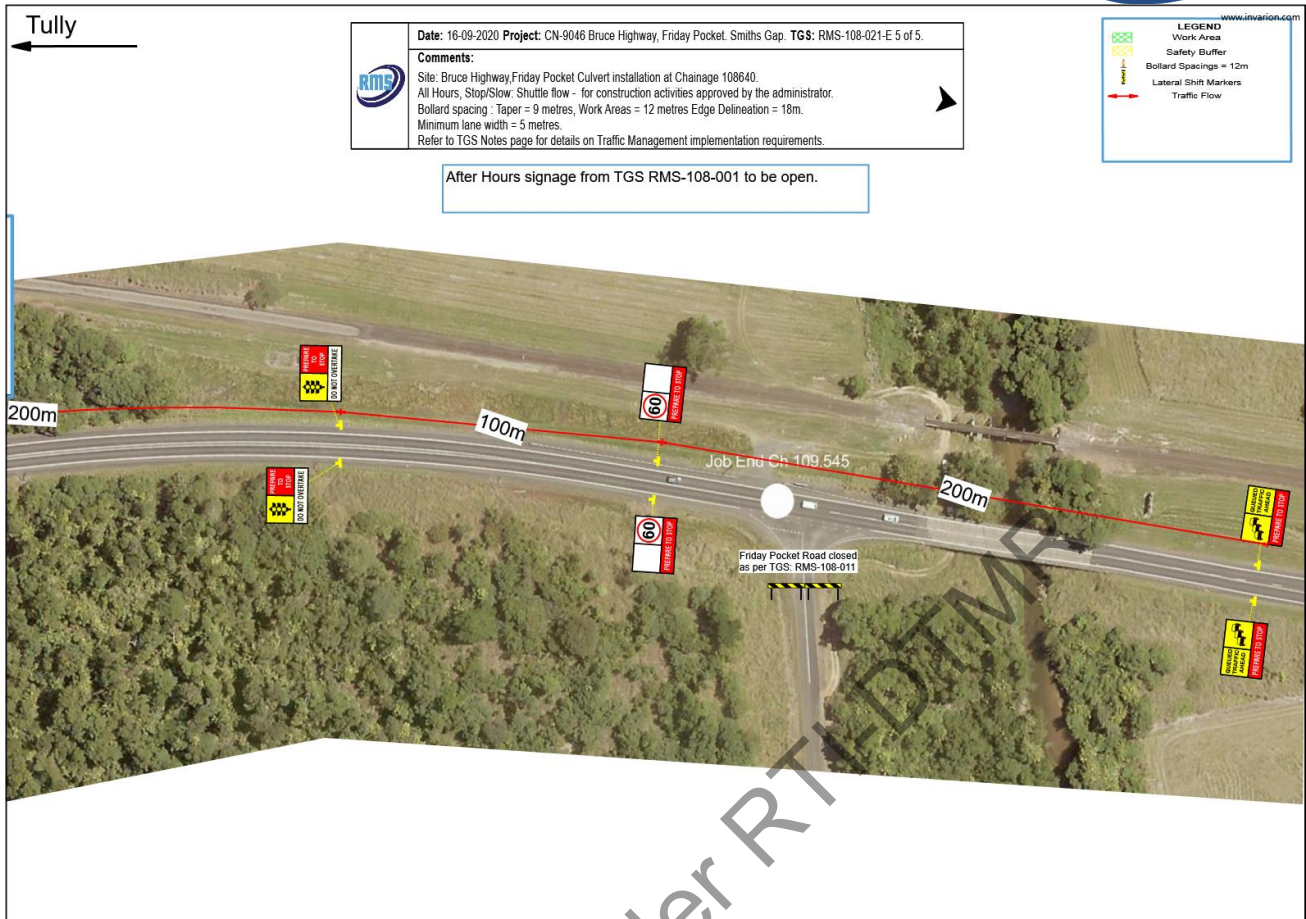 www.invarion.com
Tully
Date: 16-09-2020 Project: CN-9046 Bruce Highway, Friday Pocket. Smiths Gap. TGS: RMS-108-021-E 5 of 5.
RMS
Comments:
Site: Bruce Highway,Friday Pocket Culvert installation at Chainage 108640.
All Hours, Stop/Slow: Shuttle flow - for construction activities approved by the administrator.
Bollard spacing : Taper = 9 metres, Work Areas = 12 metres Edge Delineation = 18m.
Minimum lane width = 5 metres.
Refer to TGS Notes page for details on Traffic Management implementation requirements.
LEGEND
Work Area
Safety Buffer
Bollard Spacings = 12m
Lateral Shift Markers
Traffic Flow
After Hours signage from TGS RMS-108-001 to be open.
PREPARE
TO
STOP
DO NOT OVERTAKE
60
PREPARE TO STOP
200m
100m
Job End Ch 109.545
200m
PREPARE
TO
STOP
DO NOT OVERTAKE
60
PREPARE TO STOP
QUEUED
TRAFFIC
AHEAD
PREPARE TO STOP
Friday Pocket Road closed
as per TGS: RMS-108-011
QUEUED
TRAFFIC
AHEAD
PREPARE TO STOP
der RTI-DTMR